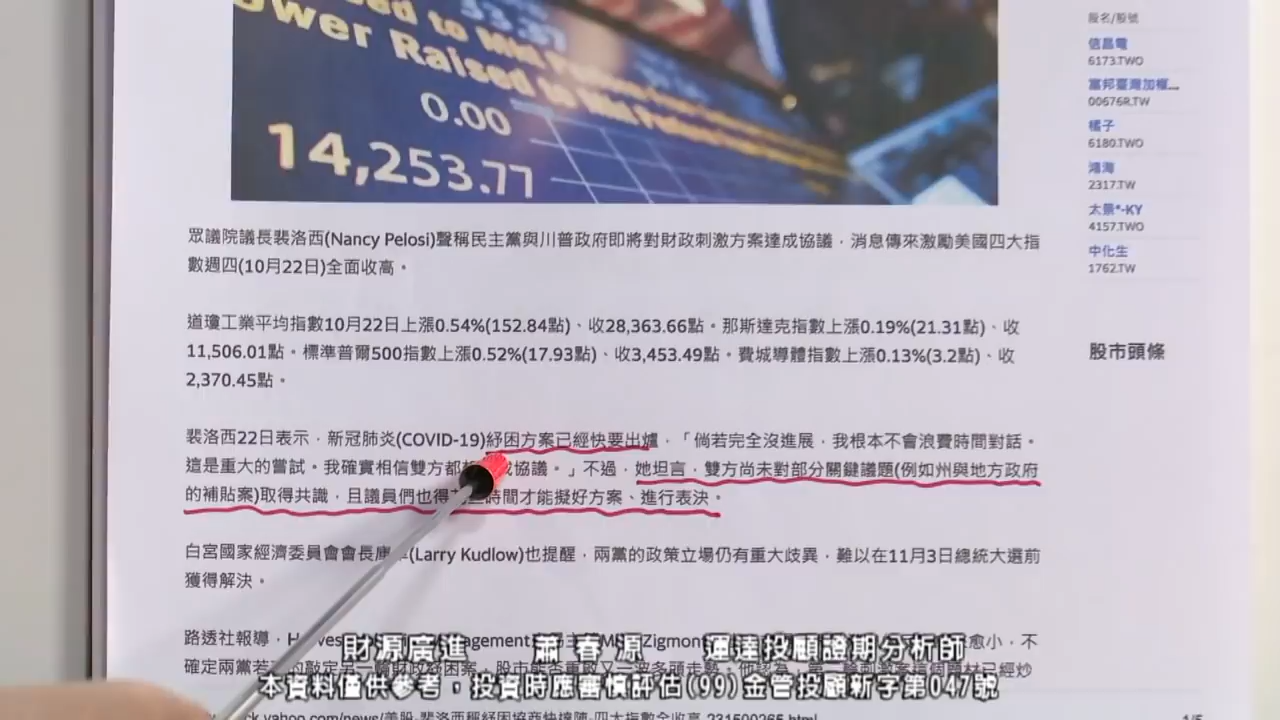 0.00
14,253.77
眾議院議長裴洛西(Nancy Pelosi)聲稱民主黨與川普政府即將對財政刺激方案達成協議，消息傳來激勵美國四大指
數週四(10月22日)全面收高。
道瓊工業平均指數10月22日上漲0.54%(152.84點)、收28,363.66點。那斯達克指數上漲0.19%(21.31點)、收
11,506.01點。標準普爾500指數上漲0.52%(17.93點)、收3,453.49點。費城半導體指數上漲0.13%(3.2點)、收
2,370.45點。
裴洛西22日表示，新冠肺炎(COVID-19)紓困方案已經快要出爐，「倘若完全沒進展，我根本不會浪費時間對話。
這是重大的嘗試。我確實相信雙方都 成協議。」不過，她坦言，雙方尚未對部分關鍵議題(例如州與地方政府
的補貼案)取得共識，且議員們也得 時間才能擬好方案、進行表決。
白宮國家經濟委員會會長庫 (Larry Kudlow)也提醒，兩黨的政策立場仍有重大歧異，難以在11月3日總統大選前
獲得解決。
路透社報導，
股名/股號
信昌電
6173.TWO
富邦臺灣加權...
00676R.TW
橘子
6180.TWO
鴻海
2317.TW
太景*-KY
4157.TWO
中化生
1762.TW
股市頭條
財源廣進 蕭春源 運達投顧證期分析師
本資料僅供參考，投資時應審慎評估(99)金管投顧新字第047號
1/5